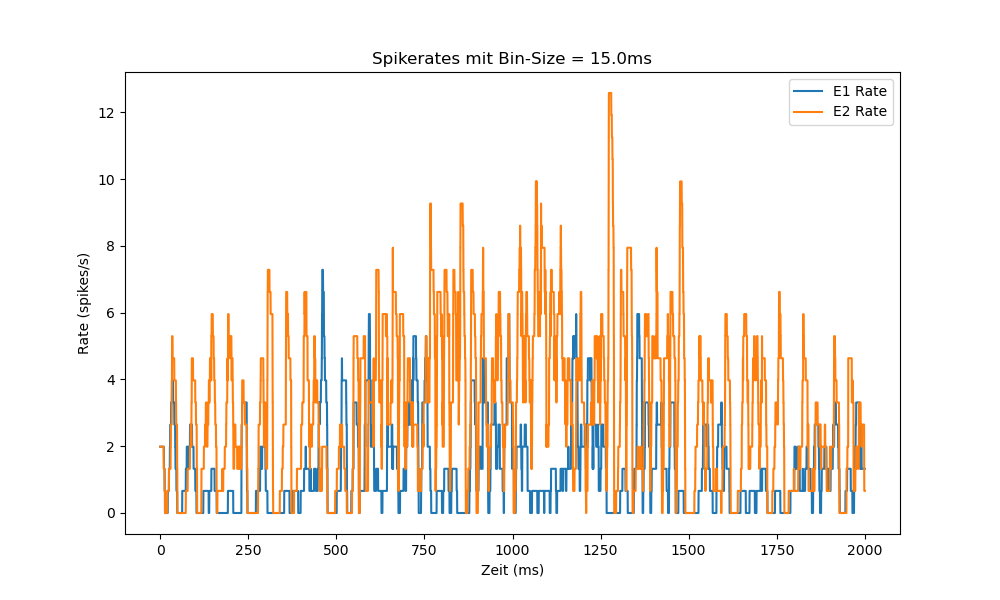 Spikerates mit Bin-Size = 15.0ms
E1 Rate
E2 Rate
12
10
8
6
4
2
0
Rate (spikes/s)
0 250 500 750 1000 1250 1500 1750 2000
Zeit (ms)